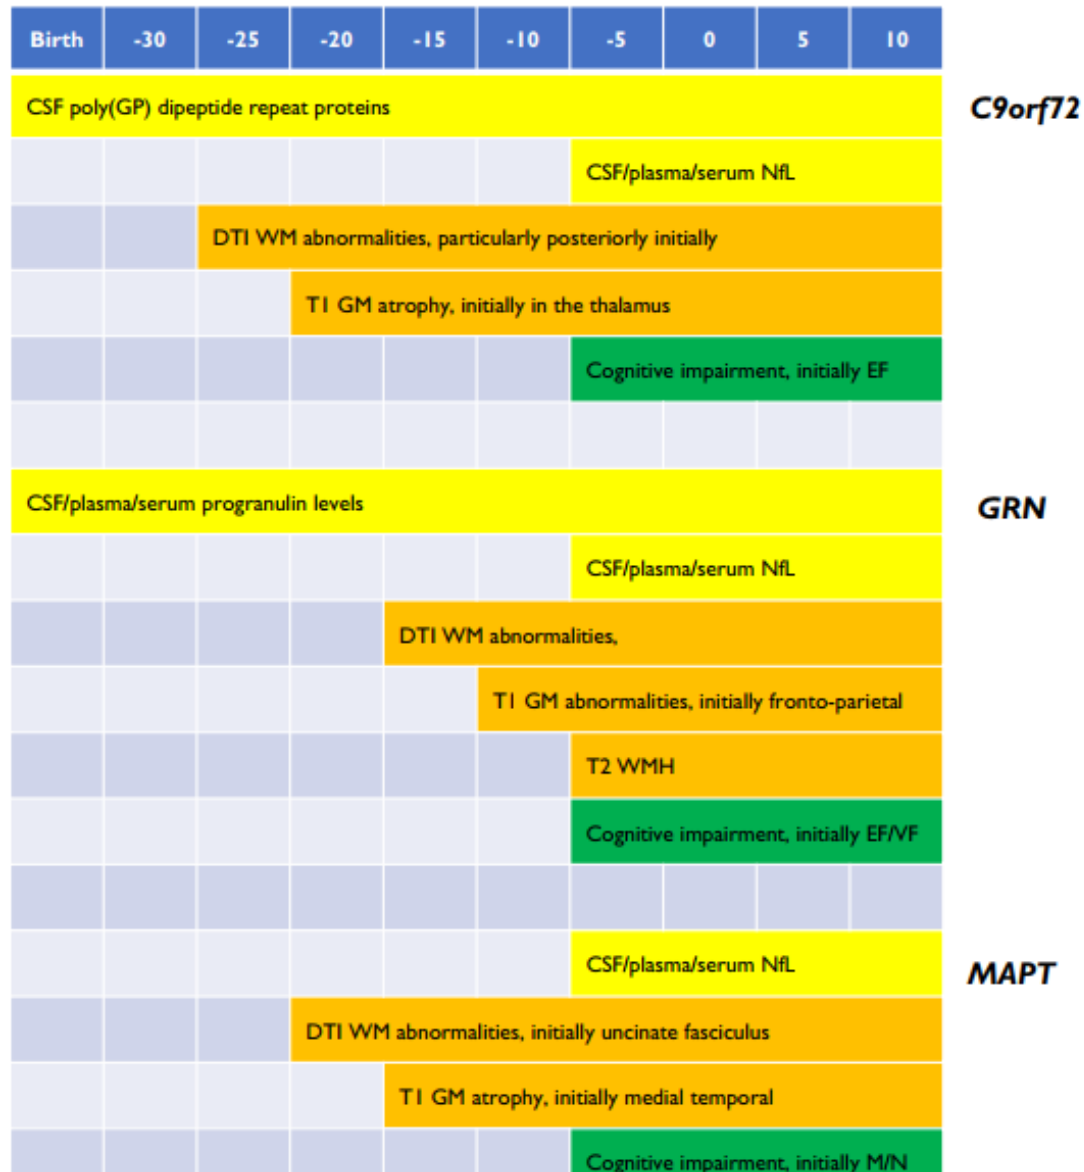 Birth -30 -25 -20 -15 -10 -5 0 5 10
CSF poly(GP) dipeptide repeat proteins
C9orf72
CSF/plasma/serum NfL
DTI WM abnormalities, particularly posteriorly initially
T1 GM atrophy, initially in the thalamus
Cognitive impairment, initially EF
CSF/plasma/serum progranulin levels
GRN
CSF/plasma/serum NfL
DTI WM abnormalities,
T1 GM abnormalities, initially fronto-parietal
T2 WMH
Cognitive impairment, initially EF/VF
CSF/plasma/serum NfL
MAPT
DTI WM abnormalities, initially uncinate fasciculus
T1 GM atrophy, initially medial temporal
Cognitive impairment, initially M/N